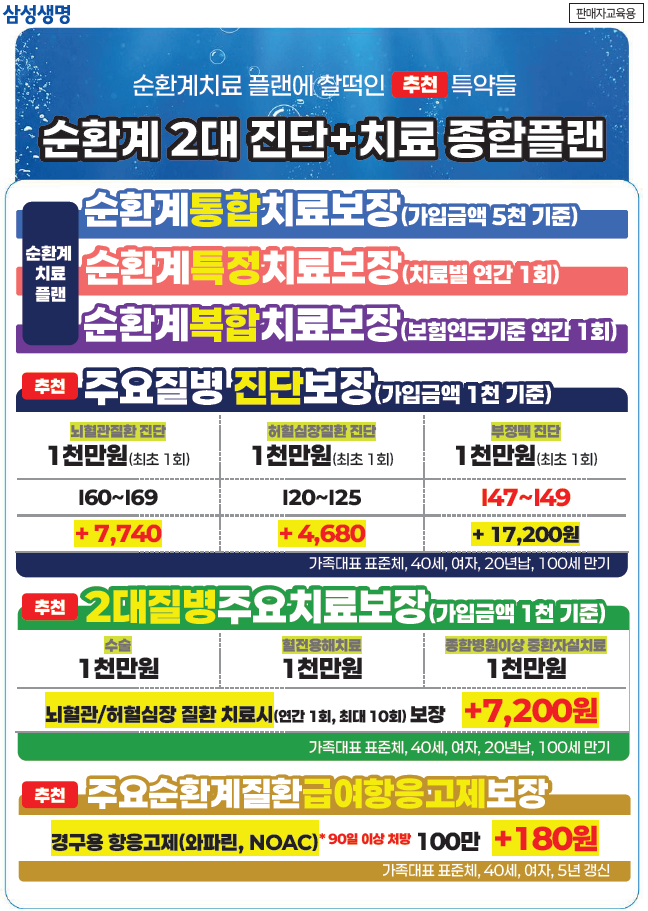 삼성생명
판매자교육용
순환계치료 플랜에 찰떡인 추천 특약들
순환계 2대 진단+치료 종합플랜
순환계
치료
플랜
순환계통합치료보장(가입금액 5천 기준)
순환계특정치료보장(치료별 연간 1회)
순환계복합치료보장(보험연도기준 연간 1회)
추천 주요질병 진단보장(가입금액 1천 기준)
뇌혈관질환 진단 허혈심장질환 진단 부정맥 진단
1천만원(최초 1회) 1천만원(최초 1회) 1천만원(최초 1회)
I60~I69 I20~I25 I47~I49
+ 7,740 + 4,680 + 17,200원
가족대표 표준체, 40세, 여자, 20년납, 100세 만기
추천 2대질병주요치료보장(가입금액 1천 기준)
수술 혈전용해치료 종합병원이상 중환자실치료
1천만원 1천만원 1천만원
뇌혈관/허혈심장 질환 치료시(연간 1회, 최대 10회) 보장 +7,200원
가족대표 표준체, 40세, 여자, 20년납, 100세 만기
추천 주요순환계질환급여항응고제보장
경구용 항응고제(와파린, NOAC)* 90일 이상 처방 100만 +180원
가족대표 표준체, 40세, 여자, 5년 갱신